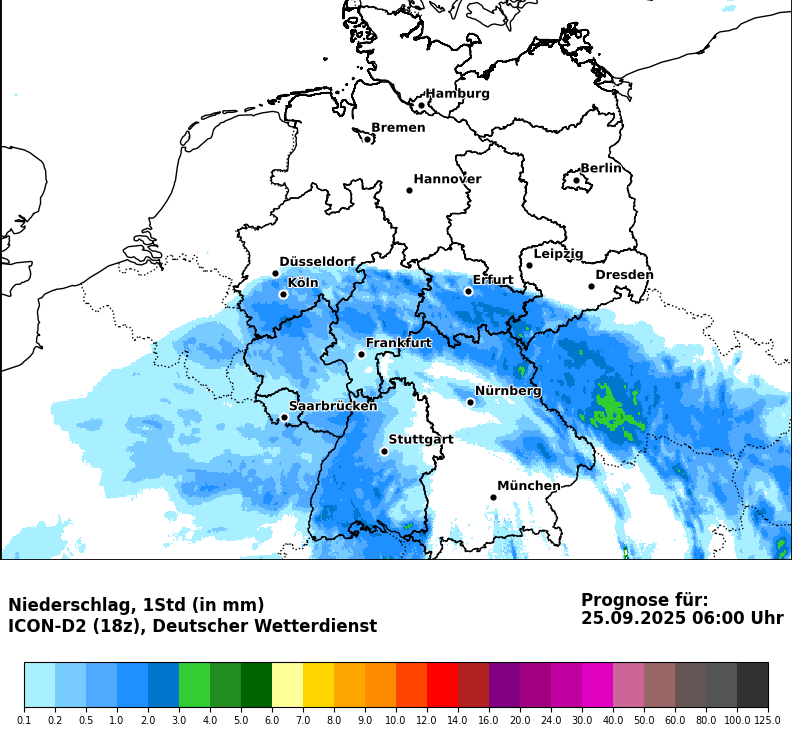 Hamburg
Bremen
Berlin
Hannover
Leipzig
Düsseldorf
Dresden
Köln
Erfurt
Frankfurt
Nürnberg
Saarbrücken
Stuttgart
München
Niederschlag, 1Std (in mm)
ICON-D2 (18z), Deutscher Wetterdienst
Prognose für:
25.09.2025 06:00 Uhr
0.1 0.2 0.5 1.0 2.0 3.0 4.0 5.0 6.0 7.0 8.0 9.0 10.0 12.0 14.0 16.0 20.0 24.0 30.0 40.0 50.0 60.0 80.0 100.0 125.0